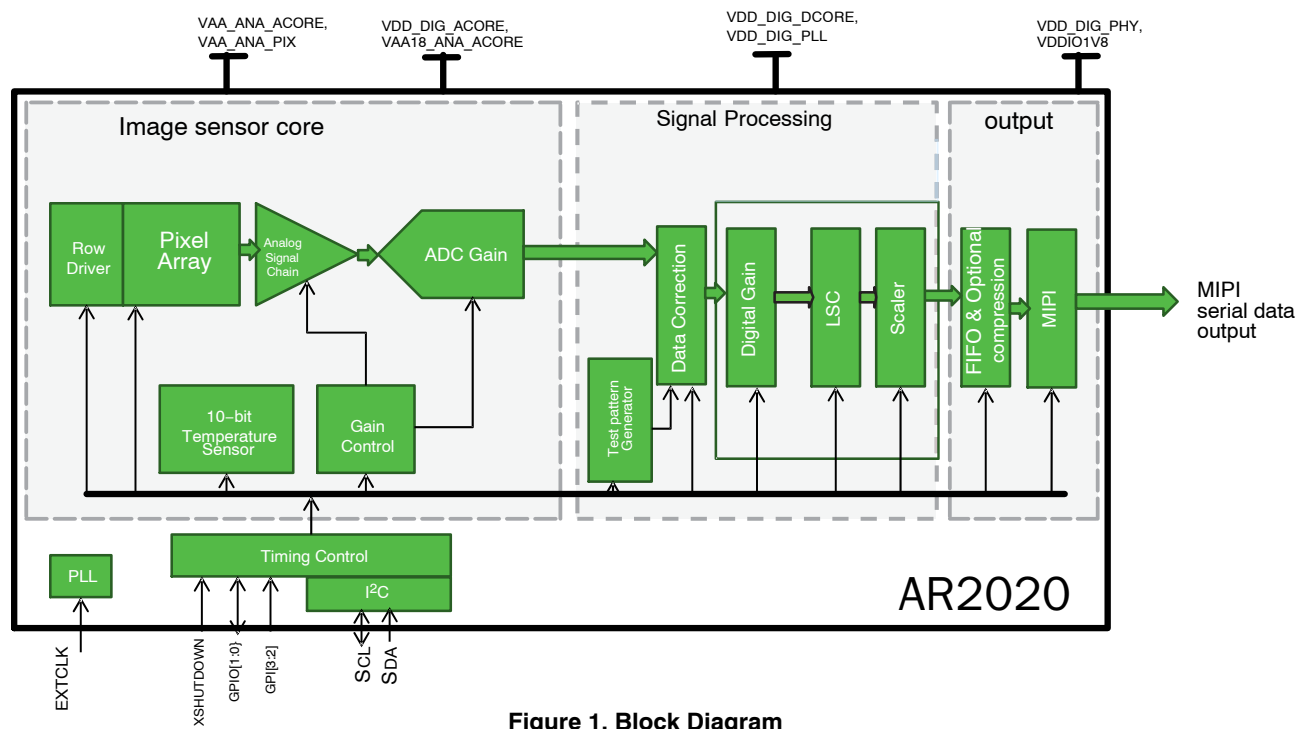 VAA_ANA_ACORE,
VAA_ANA_PIX
VDD_DIG_ACORE,
VAA18_ANA_ACORE
VDD_DIG_DCORE,
VDD_DIG_PLL
VDD_DIG_PHY,
VDDIO1V8
Image sensor core
Signal Processing
output
Row
Driver
Pixel
Array
Analog
Signal
Chain
ADC Gain
Data Correction
Digital Gain
LSC
Scaler
FIFO & Optional
compression
MIPI
MIPI
serial data
output
10−bit
Temperature
Sensor
Gain
Control
Test pattern
Generator
Timing Control
PLL
I²C
AR2020
EXTCLK
XSHUTDOWN
GPIO[1:0}
GPI[3:2]
SCL
SDA
Figure 1. Block Diagram